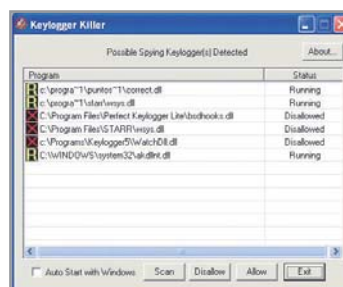 Keylogger Killer
Possible Spying Keylogger(s) Detected
About...
Program Status
c:\progra~1\puntos~1\correct.dll Running
c:\progra~1\starr\wsys.dll Running
C:\Program Files\Perfect Keylogger Lite\bsdhooks.dll Disallowed
C:\Program Files\STARR\wsys.dll Disallowed
c:\Programs\Keylogger5\WatchDll.dll Disallowed
C:\WINDOWS\system32\akdllnt.dll Running
Auto Start with Windows Scan Disallow Allow Exit